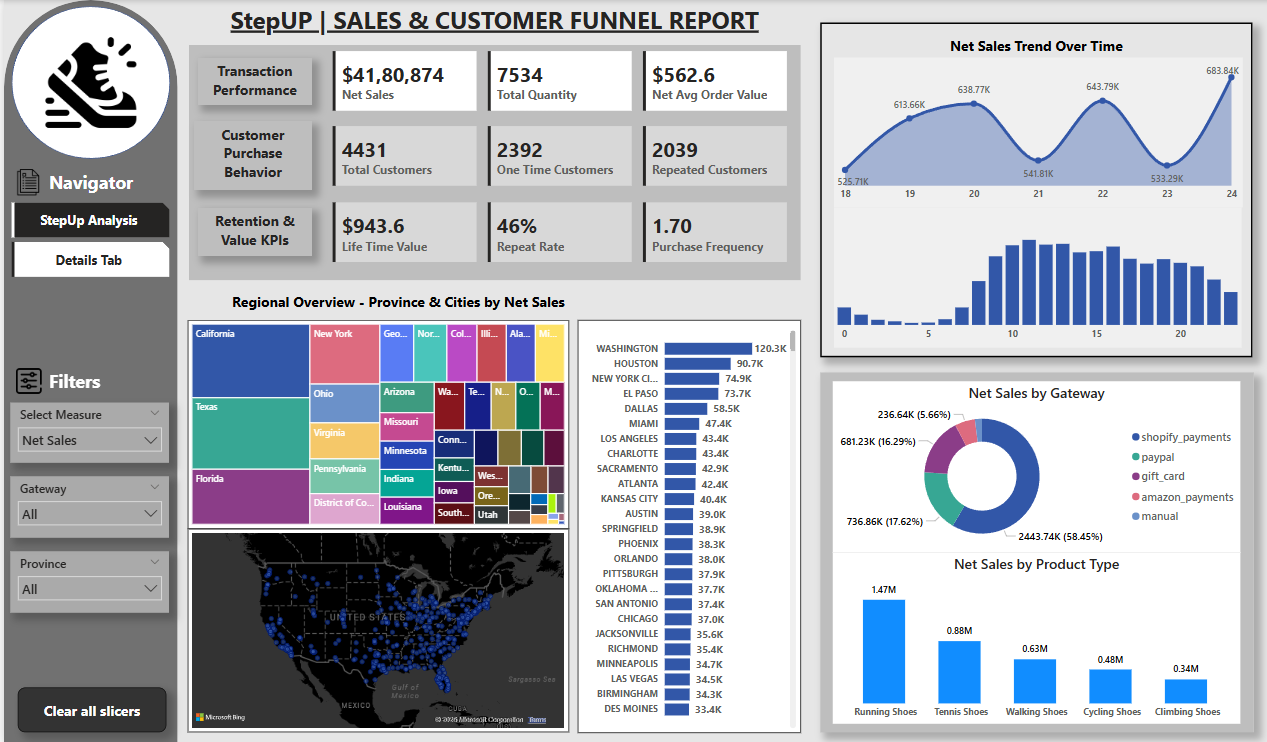 StepUP | SALES & CUSTOMER FUNNEL REPORT
Navigator
StepUp Analysis
Details Tab
Filters
Select Measure
Net Sales
Gateway
All
Province
All
Clear all slicers
Transaction
Performance
$41,80,874
Net Sales
7534
Total Quantity
$562.6
Net Avg Order Value
Customer
Purchase
Behavior
4431
Total Customers
2392
One Time Customers
2039
Repeated Customers
Retention &
Value KPIs
$943.6
Life Time Value
46%
Repeat Rate
1.70
Purchase Frequency
Regional Overview - Province & Cities by Net Sales
California
Texas
Florida
New York
Ohio
Virginia
Pennsylvania
District of Co...
Geo...
Nor...
Col...
Illi...
Ala...
Mi...
Arizona
Missouri
Minnesota
Indiana
Louisiana
Wa...
Te...
N...
O...
M...
Conn...
Kentu...
Iowa
South...
Wes...
Ore...
Utah
UNITED STATES
MEXICO
Gulf of
Mexico
CUBA
Sargasso Sea
Microsoft Bing
Microsoft Corporation
Terms
WASHINGTON 120.3K
HOUSTON 90.7K
NEW YORK CI... 74.9K
EL PASO 73.7K
DALLAS 58.5K
MIAMI 47.4K
LOS ANGELES 43.4K
CHARLOTTE 43.4K
SACRAMENTO 42.9K
ATLANTA 42.4K
KANSAS CITY 40.4K
AUSTIN 39.0K
SPRINGFIELD 38.9K
PHOENIX 38.3K
ORLANDO 38.0K
PITTSBURGH 37.9K
OKLAHOMA ... 37.7K
SAN ANTONIO 37.4K
CHICAGO 37.0K
JACKSONVILLE 35.6K
RICHMOND 35.4K
MINNEAPOLIS 34.7K
LAS VEGAS 34.5K
BIRMINGHAM 34.3K
DES MOINES 33.4K
Net Sales Trend Over Time
525.71K
613.66K
638.77K
541.81K
643.79K
533.29K
683.84K
18 19 20 21 22 23 24
0 5 10 15 20
Net Sales by Gateway
236.64K (5.66%)
681.23K (16.29%)
736.86K (17.62%)
2443.74K (58.45%)
shopify_payments
paypal
gift_card
amazon_payments
manual
Net Sales by Product Type
1.47M
0.88M
0.63M
0.48M
0.34M
Running Shoes
Tennis Shoes
Walking Shoes
Cycling Shoes
Climbing Shoes